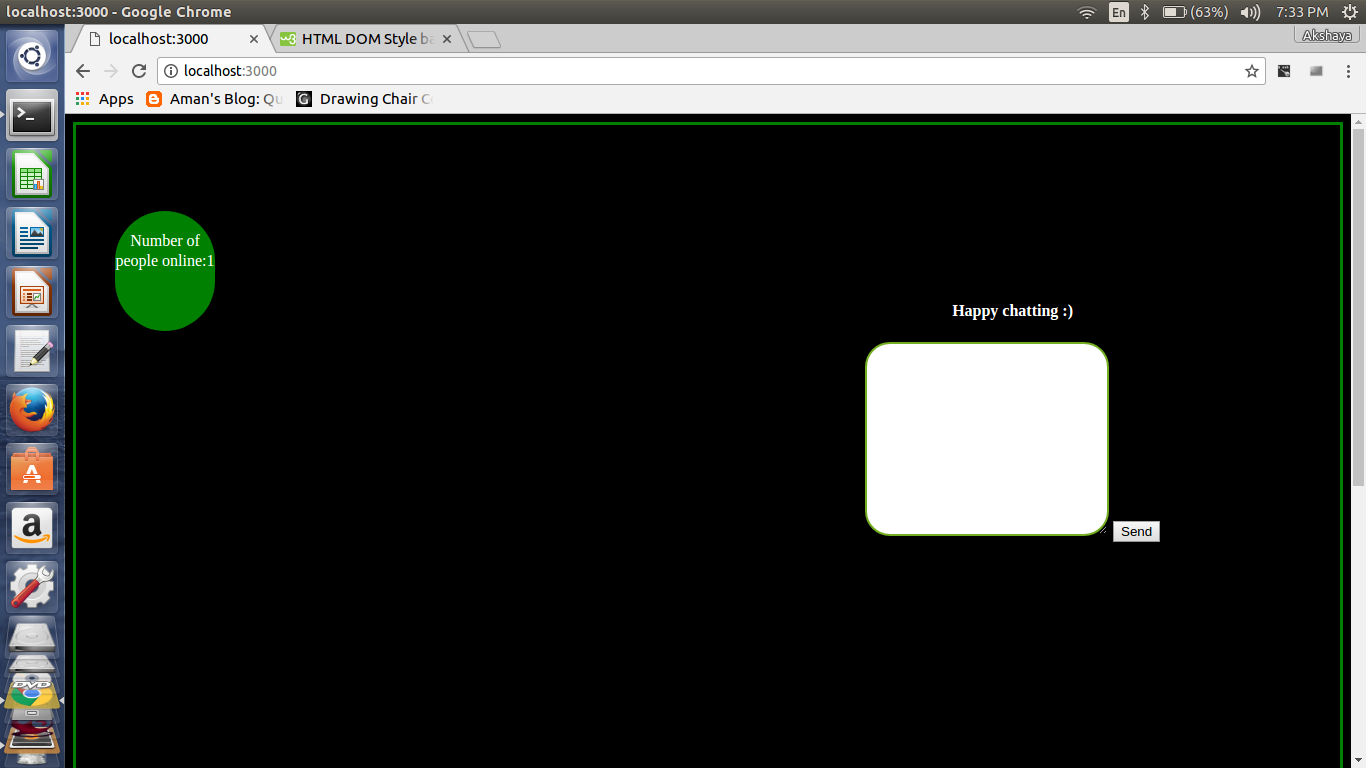 localhost:3000 - Google Chrome
En
(63%)
7:33 PM
localhost:3000
HTML DOM Style ba
Akshaya
localhost:3000
Apps
Aman's Blog: Qu
Drawing Chair C
Number of
people online:1
Happy chatting :)
Send
DVD